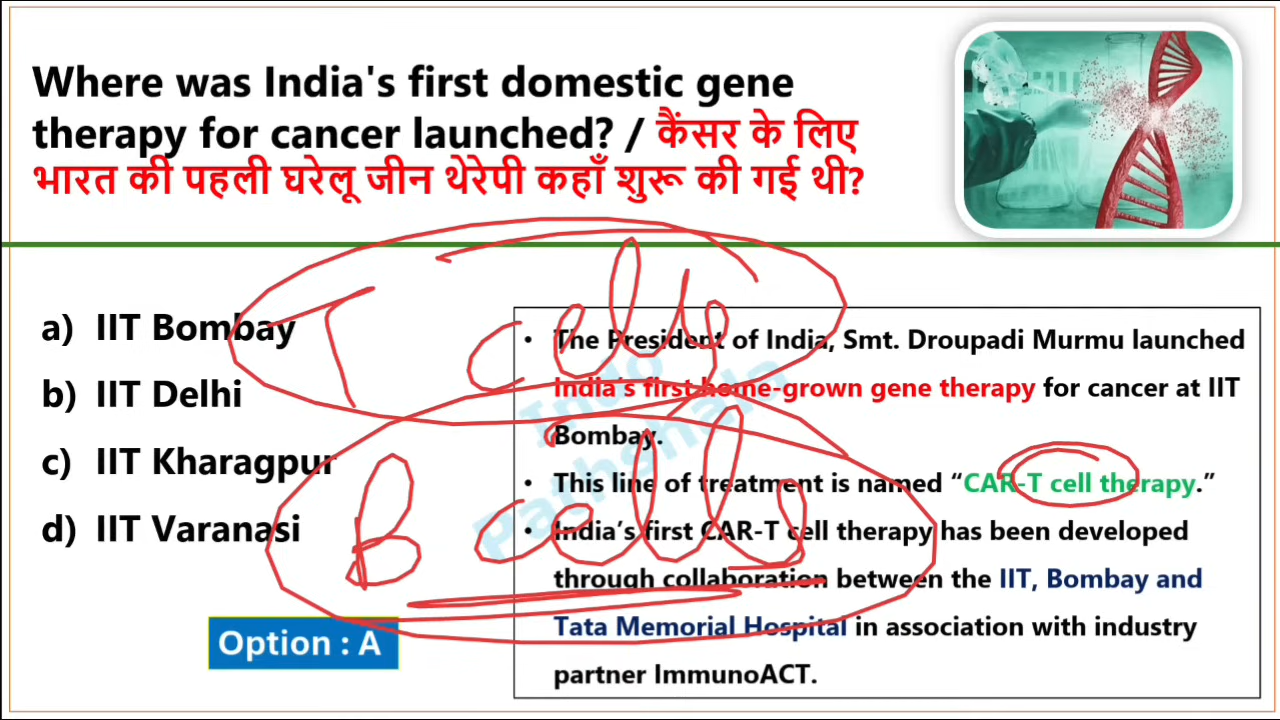 Where was India's first domestic gene
therapy for cancer launched? / कैंसर के लिए
भारत की पहली घरेलू जीन थेरेपी कहाँ शुरू की गई थी?
a) IIT Bombay
b) IIT Delhi
c) IIT Kharagpur
d) IIT Varanasi
Option : A
• The President of India, Smt. Droupadi Murmu launched
India's first home-grown gene therapy for cancer at IIT
Bombay.
• This line of treatment is named “CAR-T cell therapy.”
• India’s first CAR-T cell therapy has been developed
through collaboration between the IIT, Bombay and
Tata Memorial Hospital in association with industry
partner ImmunoACT.
T cells
B cells
Indo
Pathshala